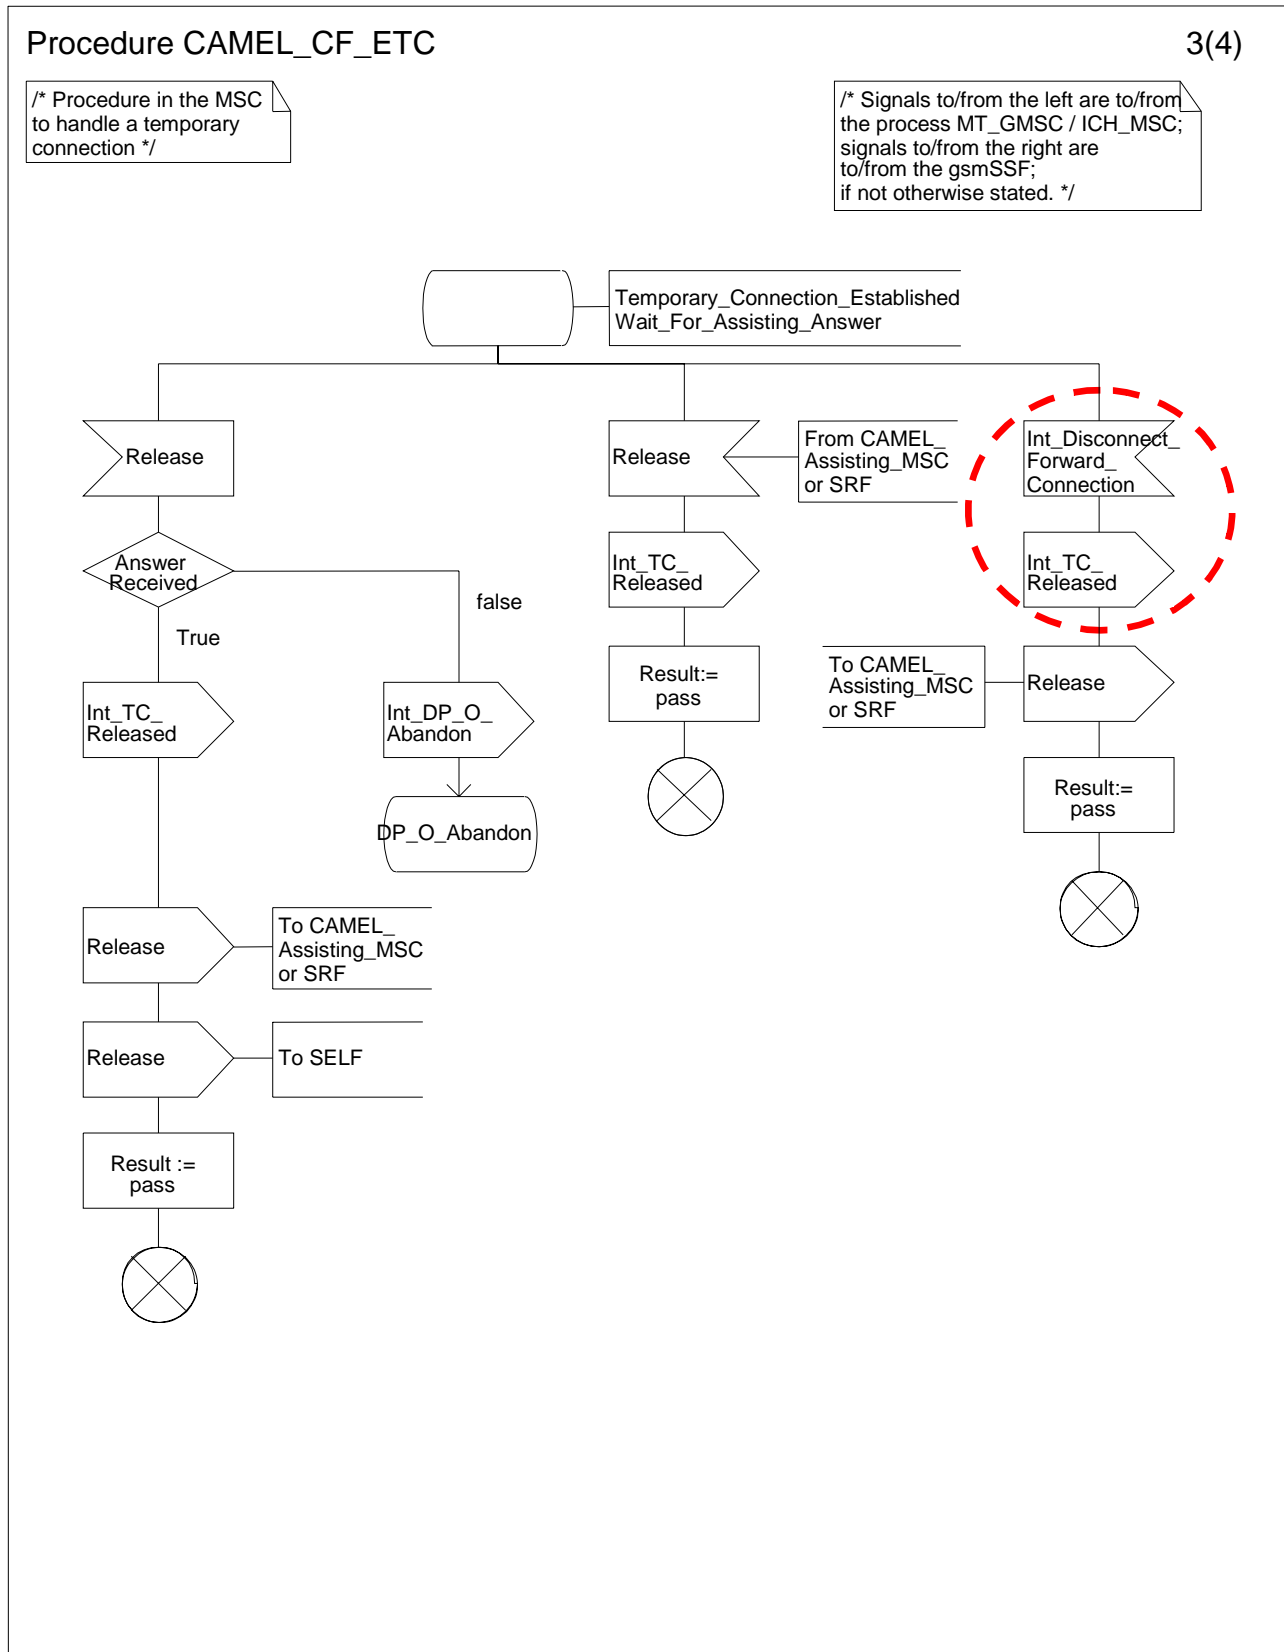 Procedure CAMEL_CF_ETC
3(4)
/* Procedure in the MSC
to handle a temporary
connection */
/* Signals to/from the left are to/from
the process MT_GMSC / ICH_MSC;
signals to/from the right are
to/from the gsmSSF;
if not otherwise stated. */
Temporary_Connection_Established
Wait_For_Assisting_Answer
Release
Release
From CAMEL_
Assisting_MSC
or SRF
Int_Disconnect_
Forward_
Connection
Answer
Received
false
True
Int_TC_
Released
Int_TC_
Released
Int_TC_
Released
Int_DP_O_
Abandon
Result:=
pass
To CAMEL_
Assisting_MSC
or SRF
Release
DP_O_Abandon
Result:=
pass
Release
To CAMEL_
Assisting_MSC
or SRF
Release
To SELF
Result :=
pass